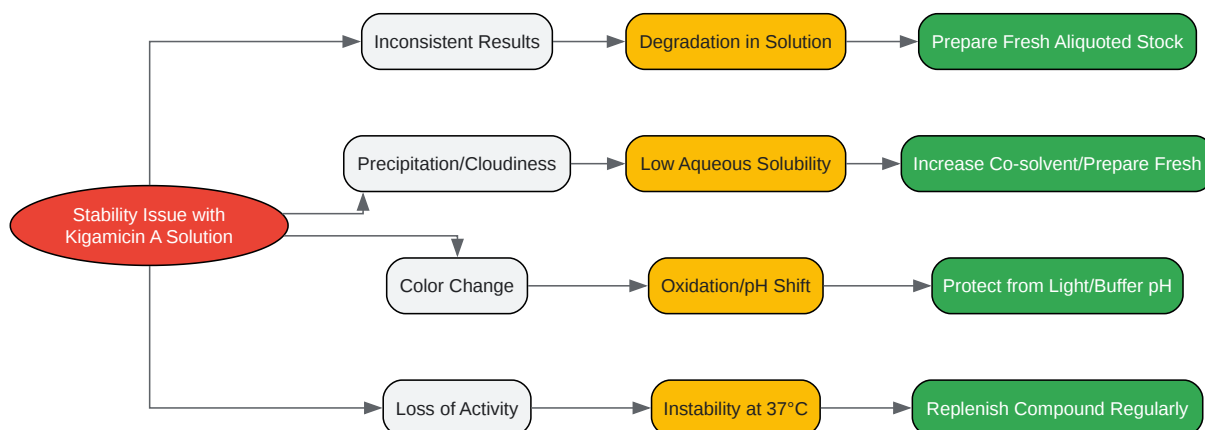 Inconsistent Results
Degradation in Solution
Prepare Fresh Aliquoted Stock
Precipitation/Cloudiness
Low Aqueous Solubility
Increase Co-solvent/Prepare Fresh
Stability Issue with
Kigamicin A Solution
Color Change
Oxidation/pH Shift
Protect from Light/Buffer pH
Loss of Activity
Instability at 37°C
Replenish Compound Regularly